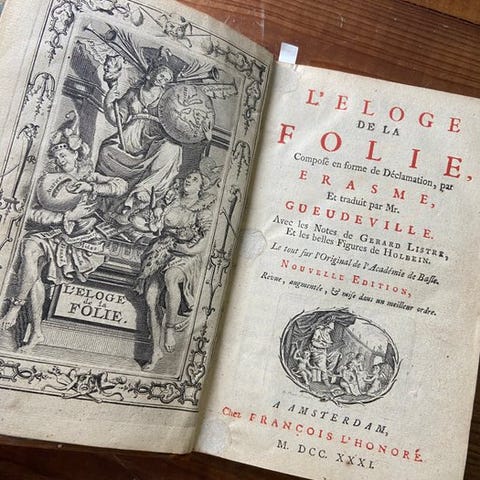 L'ELOGE
de la
FOLIE.
L'ELOGE
DE LA
FOLIE,
Composé en forme de Déclamation, par
ERASME,
Et traduit par Mr.
GUEUDEVILLE.
Avec les Notes de GERARD LISTRE,
Et les belles Figures de HOLBEIN.
Le tout sur l'Original de l'Académie de Basle.
NOUVELLE EDITION,
Revue, augmentée, & mise dans un meilleur ordre.
A AMSTERDAM,
Chez FRANÇOIS L'HONORÉ.
M. DCC. XXXI.